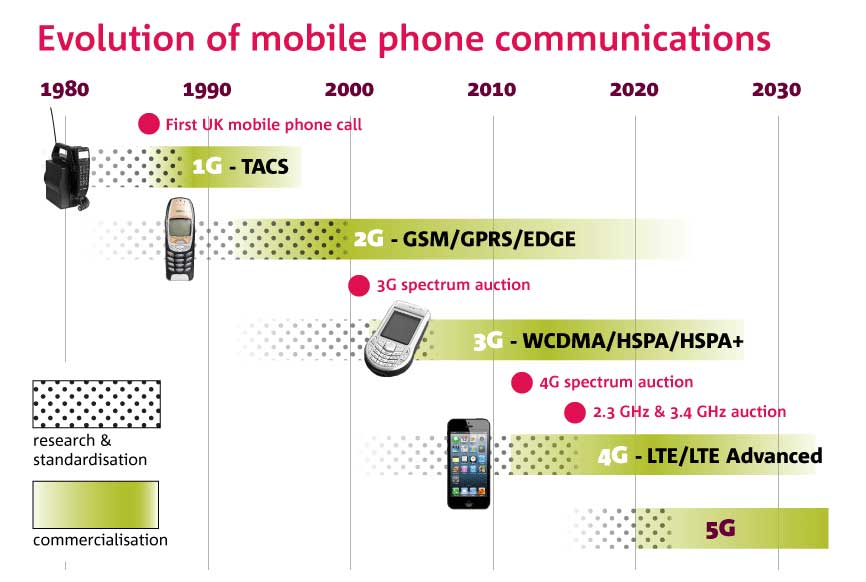 Evolution of mobile phone communications
1980 1990 2000 2010 2020 2030
First UK mobile phone call
1G - TACS
2G - GSM/GPRS/EDGE
3G spectrum auction
3G - WCDMA/HSPA/HSPA+
4G spectrum auction
2.3 GHz & 3.4 GHz auction
research &
standardisation
4G - LTE/LTE Advanced
commercialisation
5G